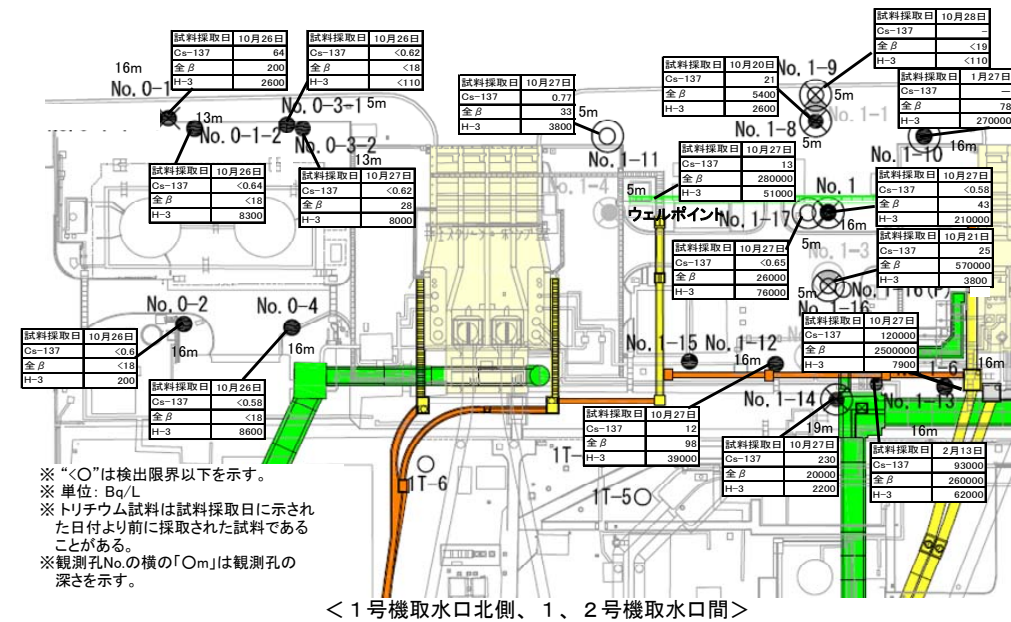 試料採取日 10月26日
Cs-137 64
全β 200
H-3 2600
試料採取日 10月26日
Cs-137 <0.62
全β <18
H-3 <110
試料採取日 10月28日
Cs-137 -
全β <19
H-3 <110
試料採取日 10月27日
Cs-137 0.77
全β 33
H-3 3800
試料採取日 10月20日
Cs-137 21
全β 5400
H-3 2600
試料採取日 1月27日
Cs-137 -
全β 78
H-3 270000
16m
No. 0-1
13m
No. 0-1-2
No. 0-3-1 5m
No. 0-3-2
13m
5m
No. 1-11
No. 1-9
5m
No. 1-8
5m
No. 1-1
No. 1-10
16m
試料採取日 10月26日
Cs-137 <0.64
全β <18
H-3 8300
試料採取日 10月27日
Cs-137 <0.62
全β 28
H-3 8000
試料採取日 10月27日
Cs-137 13
全β 280000
H-3 51000
試料採取日 10月27日
Cs-137 <0.58
全β 43
H-3 210000
No. 1-4
5m
ウェルポイント
No. 1-17
5m
No. 1
16m
試料採取日 10月27日
Cs-137 <0.65
全β 26000
H-3 76000
試料採取日 10月21日
Cs-137 25
全β 570000
H-3 3800
No. 1-3
5m
No. 1-16(P)
No. 1-16
No. 0-2
16m
No. 0-4
16m
試料採取日 10月26日
Cs-137 <0.6
全β <18
H-3 200
試料採取日 10月26日
Cs-137 <0.58
全β <18
H-3 8600
試料採取日 10月27日
Cs-137 120000
全β 2500000
H-3 7900
No. 1-15
No. 1-12
16m
1-6
16m
No. 1-14
19m
No. 1-13
16m
試料採取日 10月27日
Cs-137 12
全β 98
H-3 39000
試料採取日 10月27日
Cs-137 230
全β 20000
H-3 2200
試料採取日 2月13日
Cs-137 93000
全β 260000
H-3 62000
1T-6
1T-
1T-5
※ “<○”は検出限界以下を示す。
※ 単位: Bq/L
※ トリチウム試料は試料採取日に示され
た日付より前に採取された試料である
ことがある。
※観測孔No.の横の「○m」は観測孔の
深さを示す。
<1号機取水口北側、1、2号機取水口間>